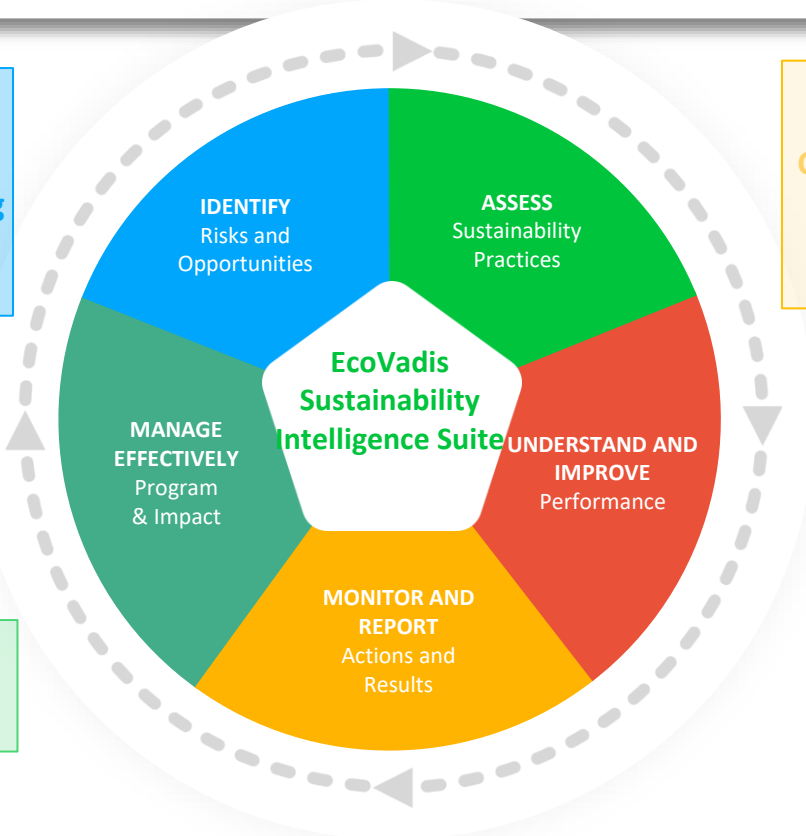 IDENTIFY
Risks and
Opportunities
ASSESS
Sustainability
Practices
EcoVadis
Sustainability
Intelligence Suite
UNDERSTAND AND
IMPROVE
Performance
MONITOR AND
REPORT
Actions and
Results
MANAGE
EFFECTIVELY
Program
& Impact